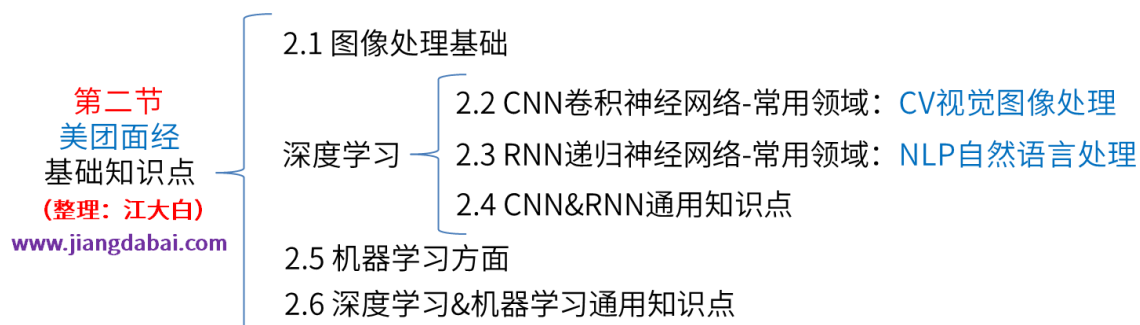 第二节
美团面经
基础知识点
（整理：江大白）
www.jiangdabai.com
2.1 图像处理基础
深度学习
2.2 CNN卷积神经网络-常用领域：CV视觉图像处理
2.3 RNN递归神经网络-常用领域：NLP自然语言处理
2.4 CNN&RNN通用知识点
2.5 机器学习方面
2.6 深度学习&机器学习通用知识点